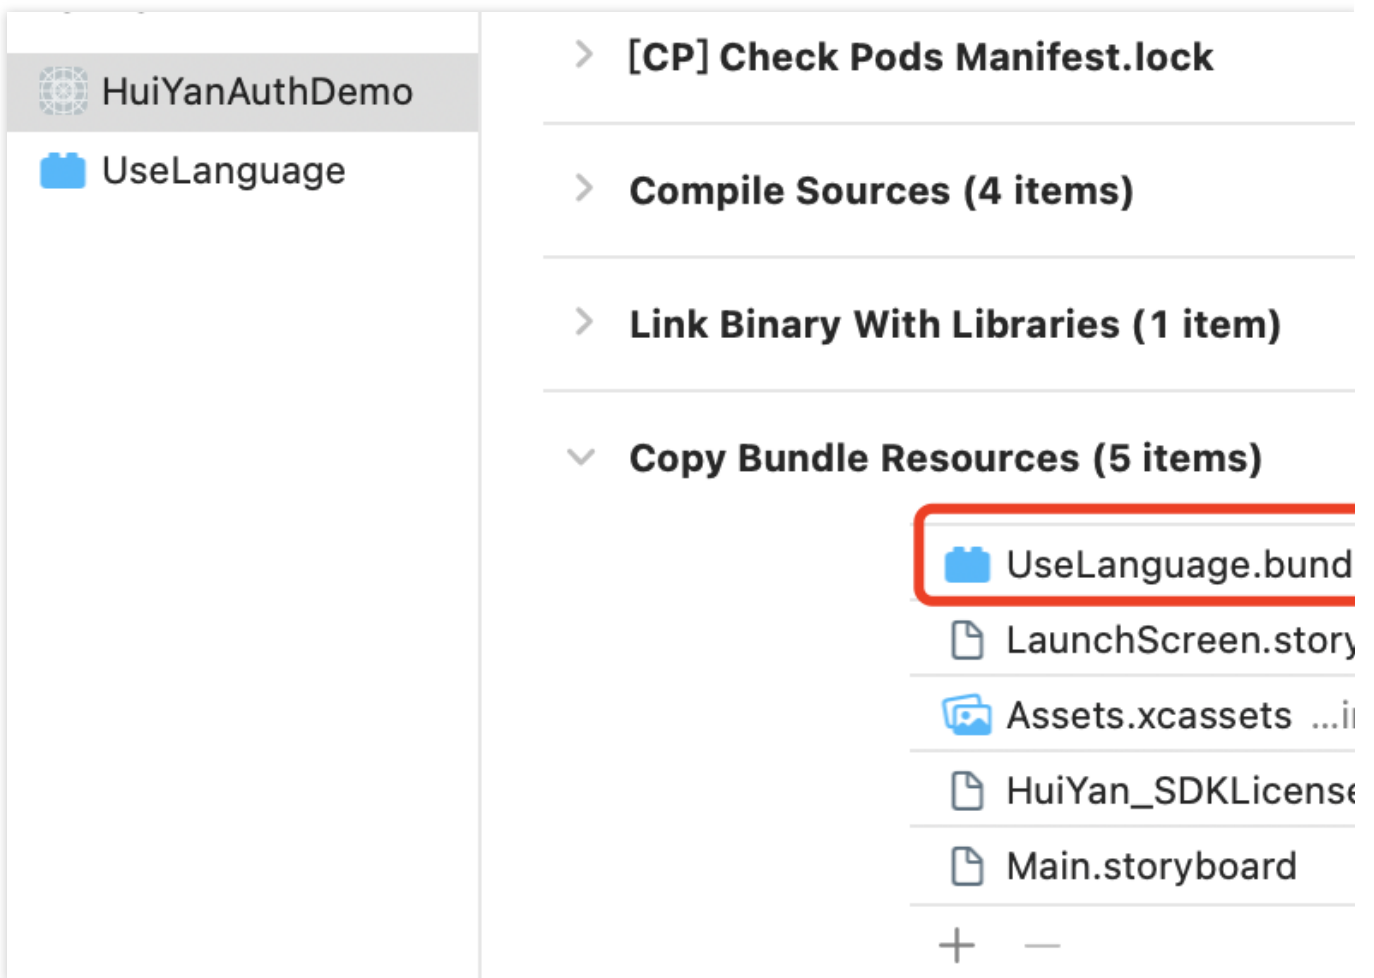 HuiYanAuthDemo
UseLanguage
[CP] Check Pods Manifest.lock
Compile Sources (4 items)
Link Binary With Libraries (1 item)
Copy Bundle Resources (5 items)
UseLanguage.bund
LaunchScreen.story
Assets.xcassets
HuiYan_SDKLicense
Main.storyboard